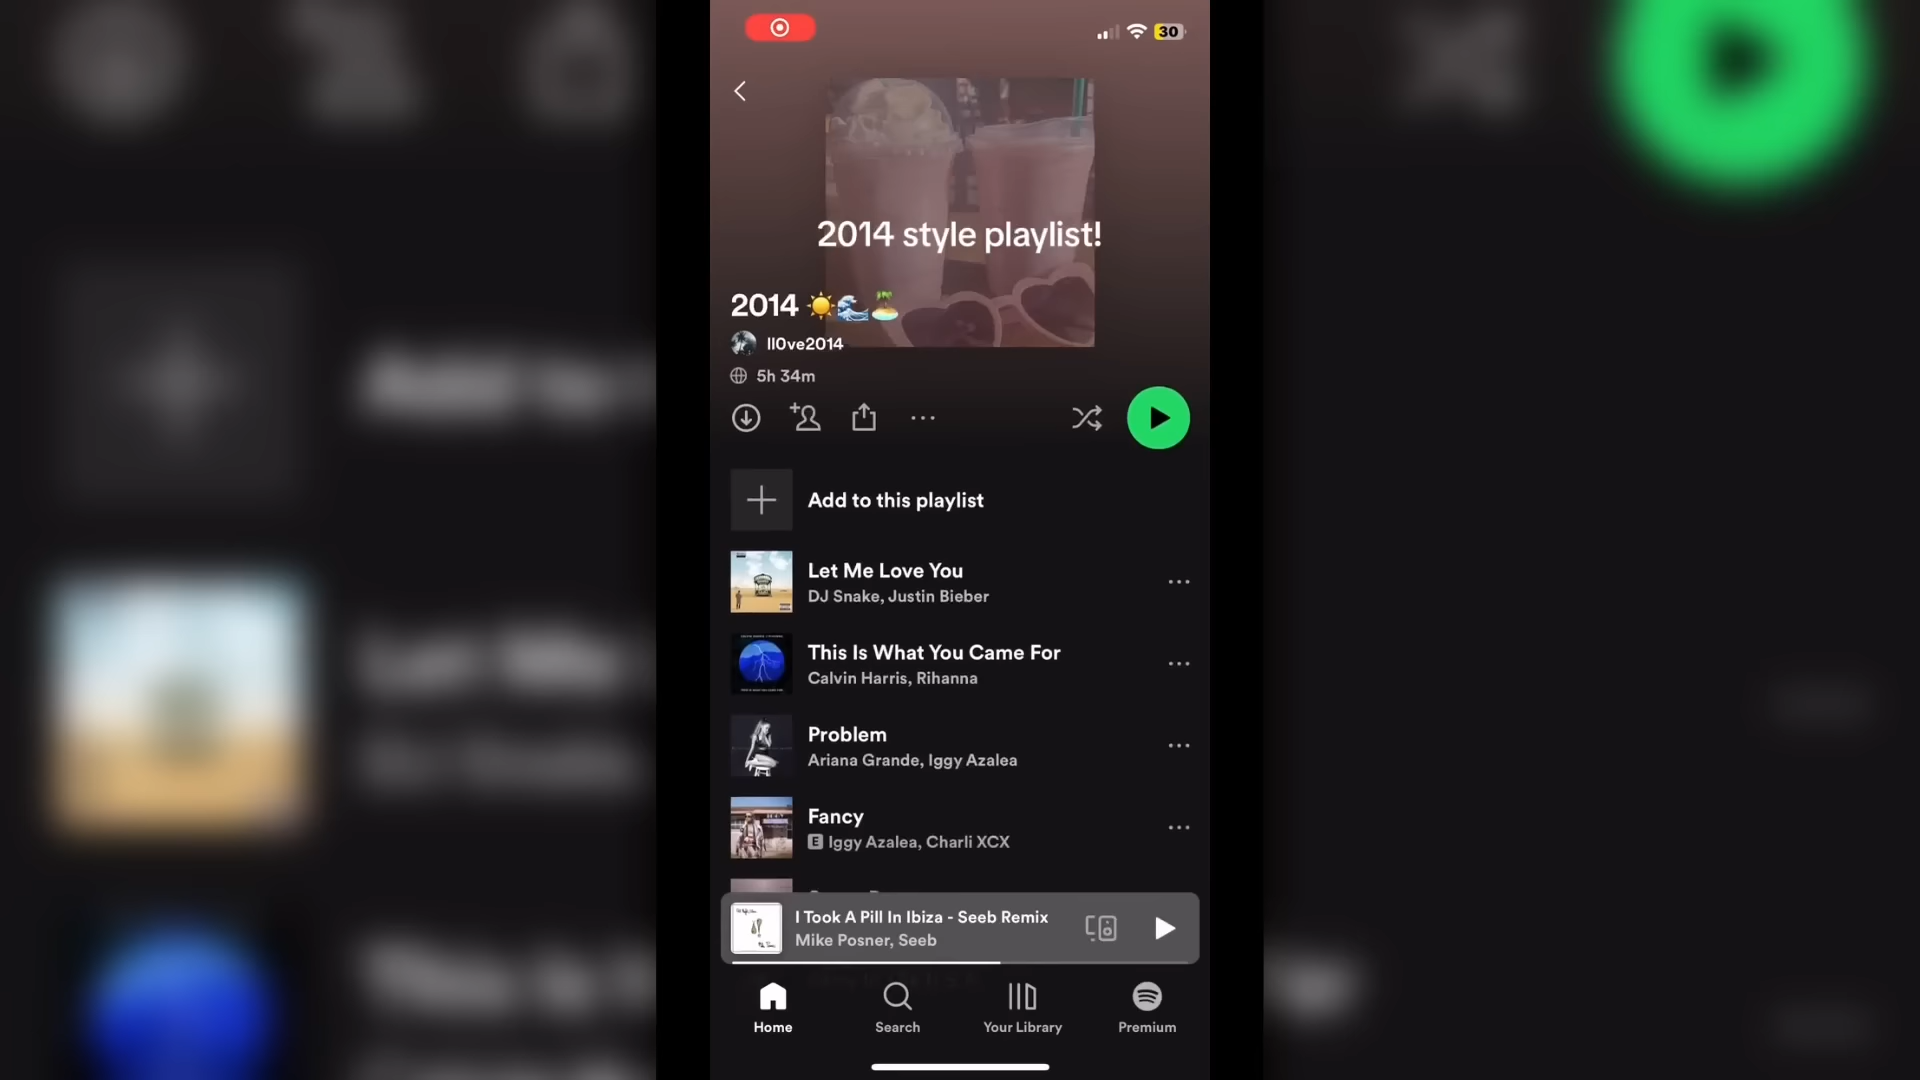 30
2014 style playlist!
2014 ☀️🌊🏝️
ll0ve2014
5h 34m
Add to this playlist
Let Me Love You
DJ Snake, Justin Bieber
This Is What You Came For
Calvin Harris, Rihanna
Problem
Ariana Grande, Iggy Azalea
Fancy
E Iggy Azalea, Charli XCX
I Took A Pill In Ibiza - Seeb Remix
Mike Posner, Seeb
Home
Search
Your Library
Premium